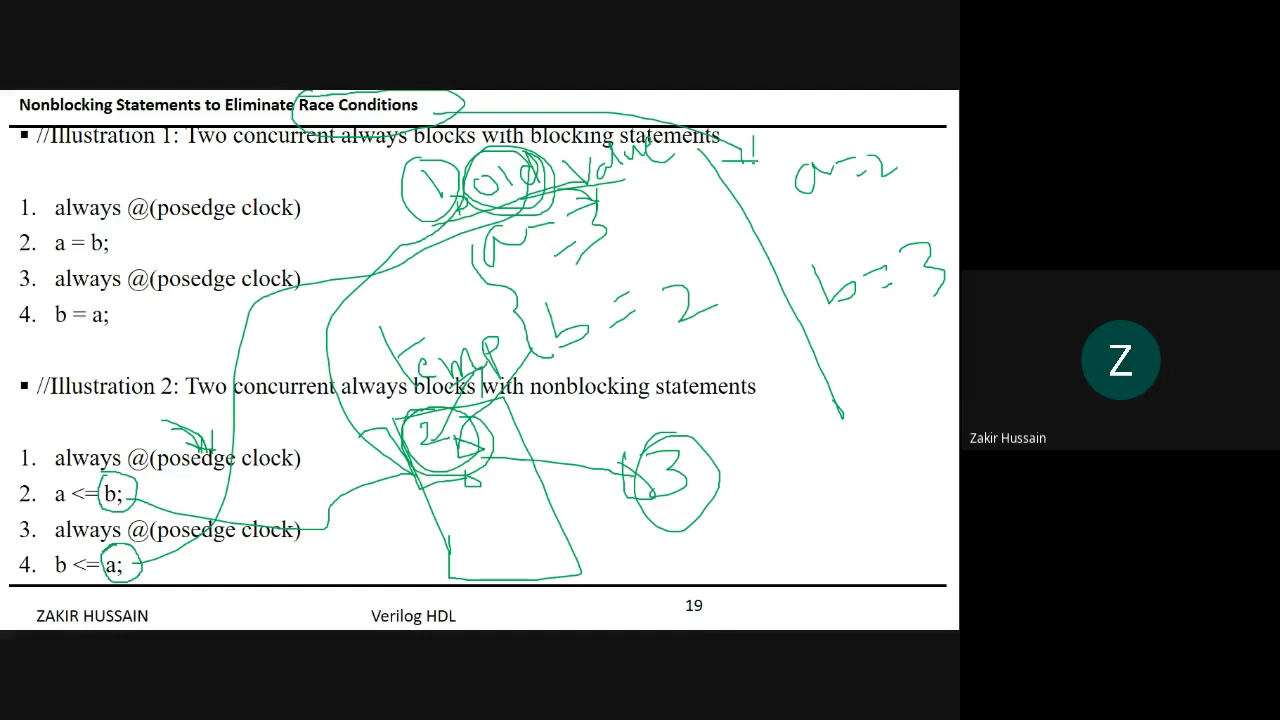 Nonblocking Statements to Eliminate Race Conditions
▪ //Illustration 1: Two concurrent always blocks with blocking statements
1. old value
a=2
1. always @(posedge clock)
2. a = b;
a = 3
3. always @(posedge clock)
b = 3
4. b = a;
b = 2
Temp
▪ //Illustration 2: Two concurrent always blocks with nonblocking statements
2
1. always @(posedge clock)
3
2. a <= b;
3. always @(posedge clock)
4. b <= a;
ZAKIR HUSSAIN Verilog HDL 19
Z
Zakir Hussain